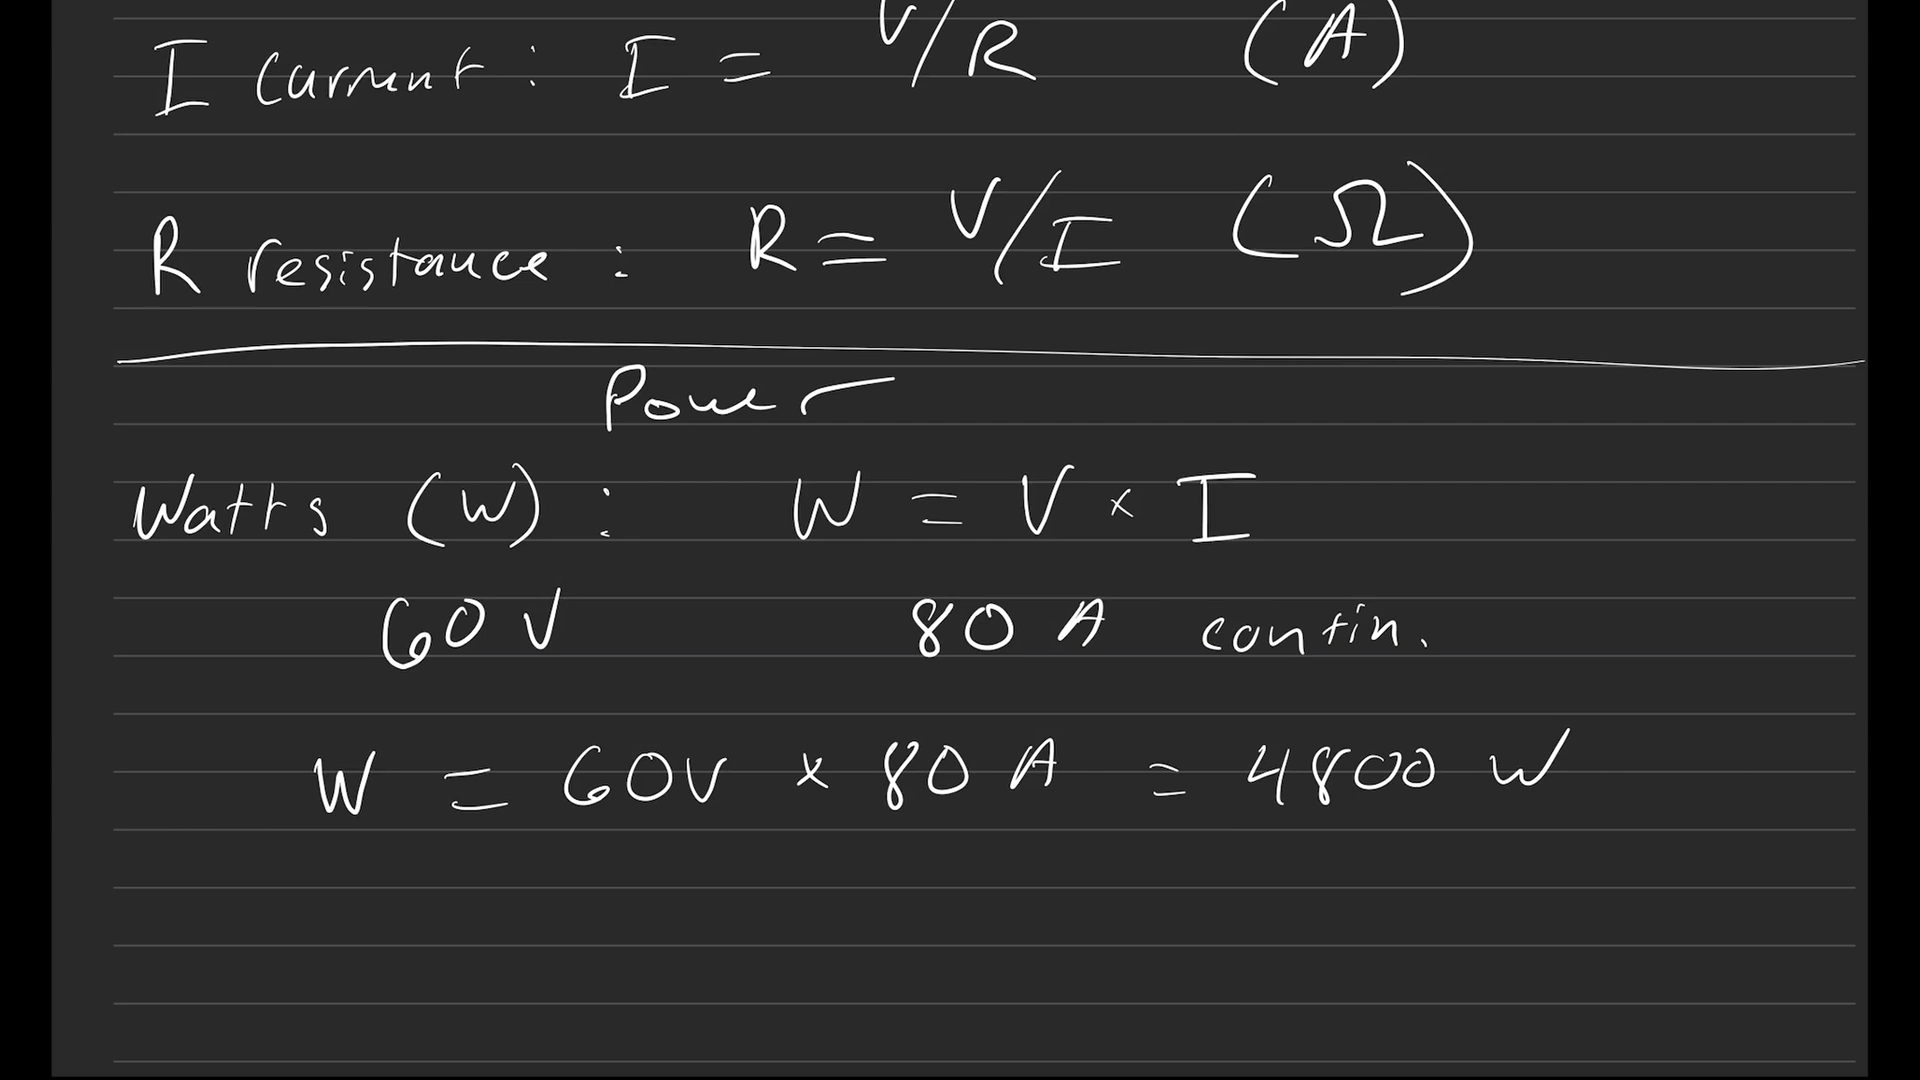 I Current : I = V/R (A)
R resistance : R = V/I (Ω)
Power
Watts (W) : W = V × I
60 V 80 A contin.
W = 60V × 80 A = 4800 W